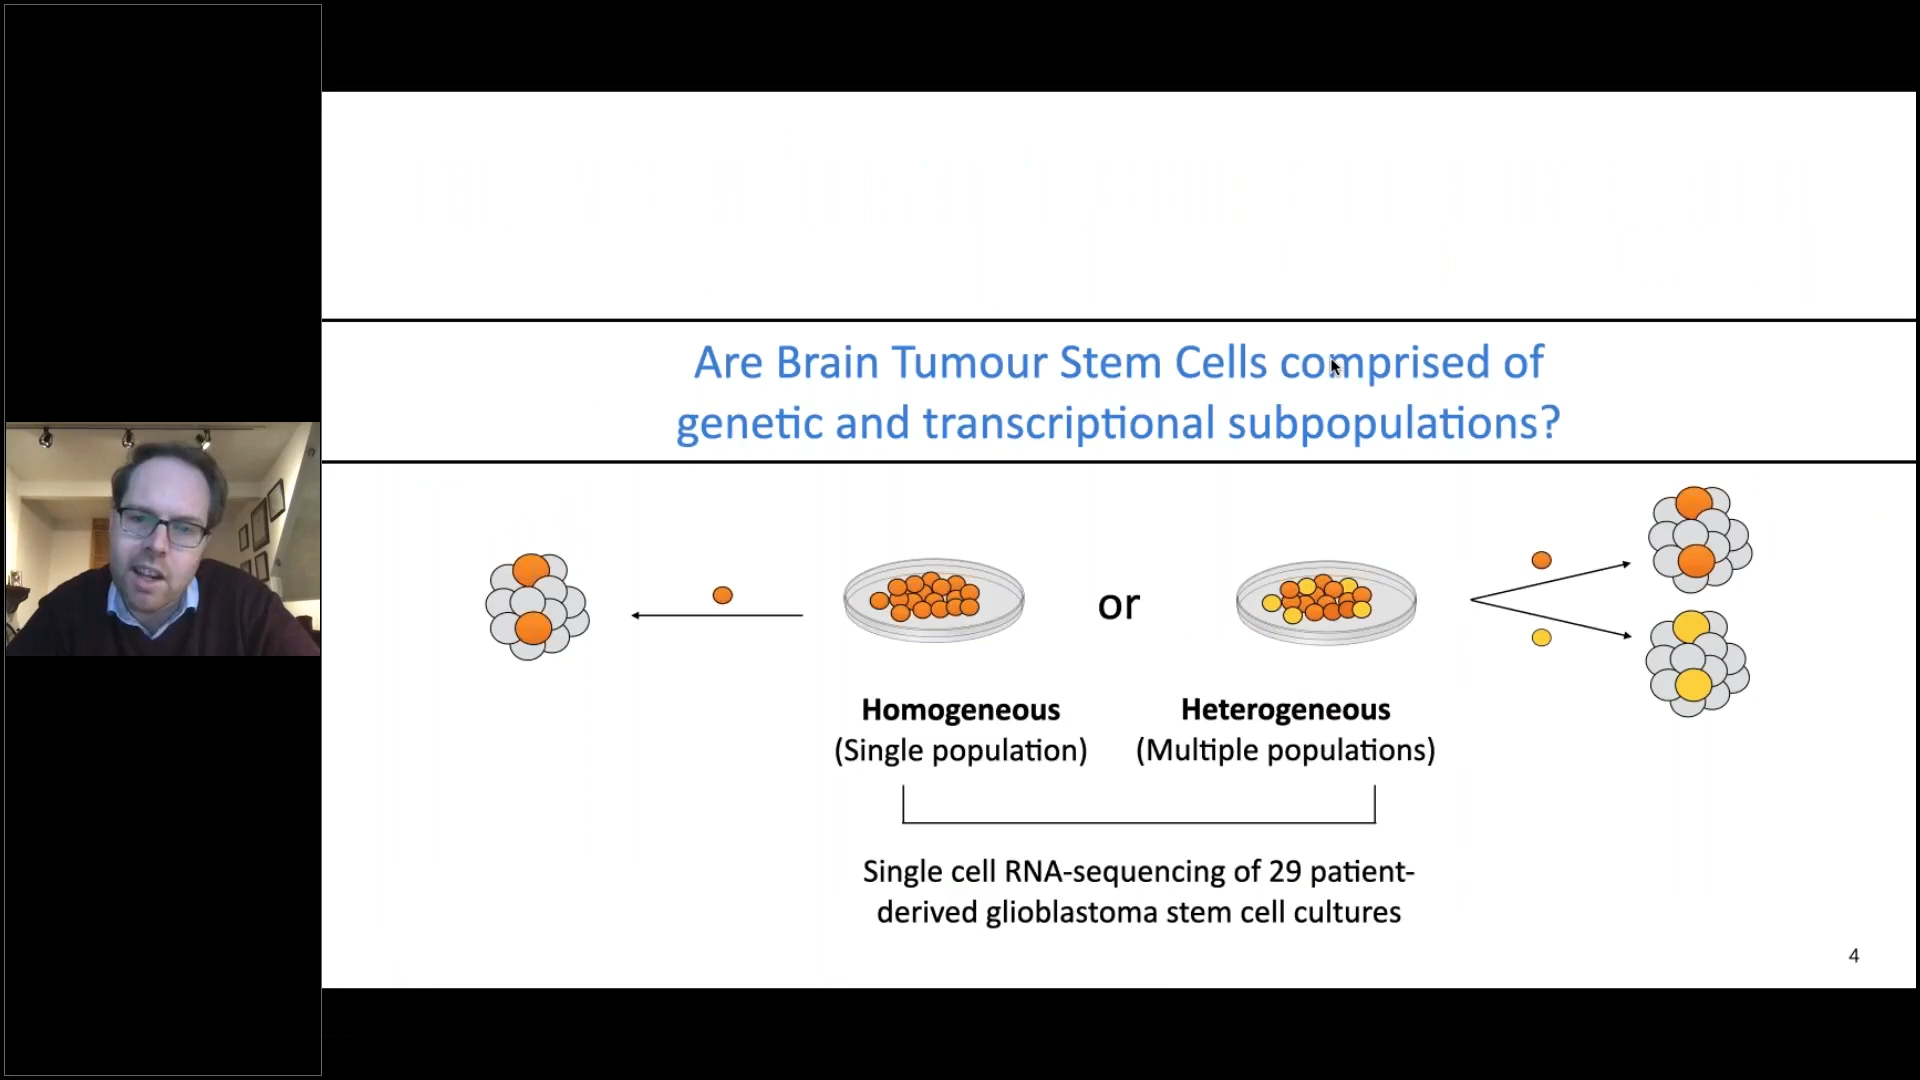 Are Brain Tumour Stem Cells comprised of
genetic and transcriptional subpopulations?
or
Homogeneous
(Single population)
Heterogeneous
(Multiple populations)
Single cell RNA-sequencing of 29 patient-
derived glioblastoma stem cell cultures
4